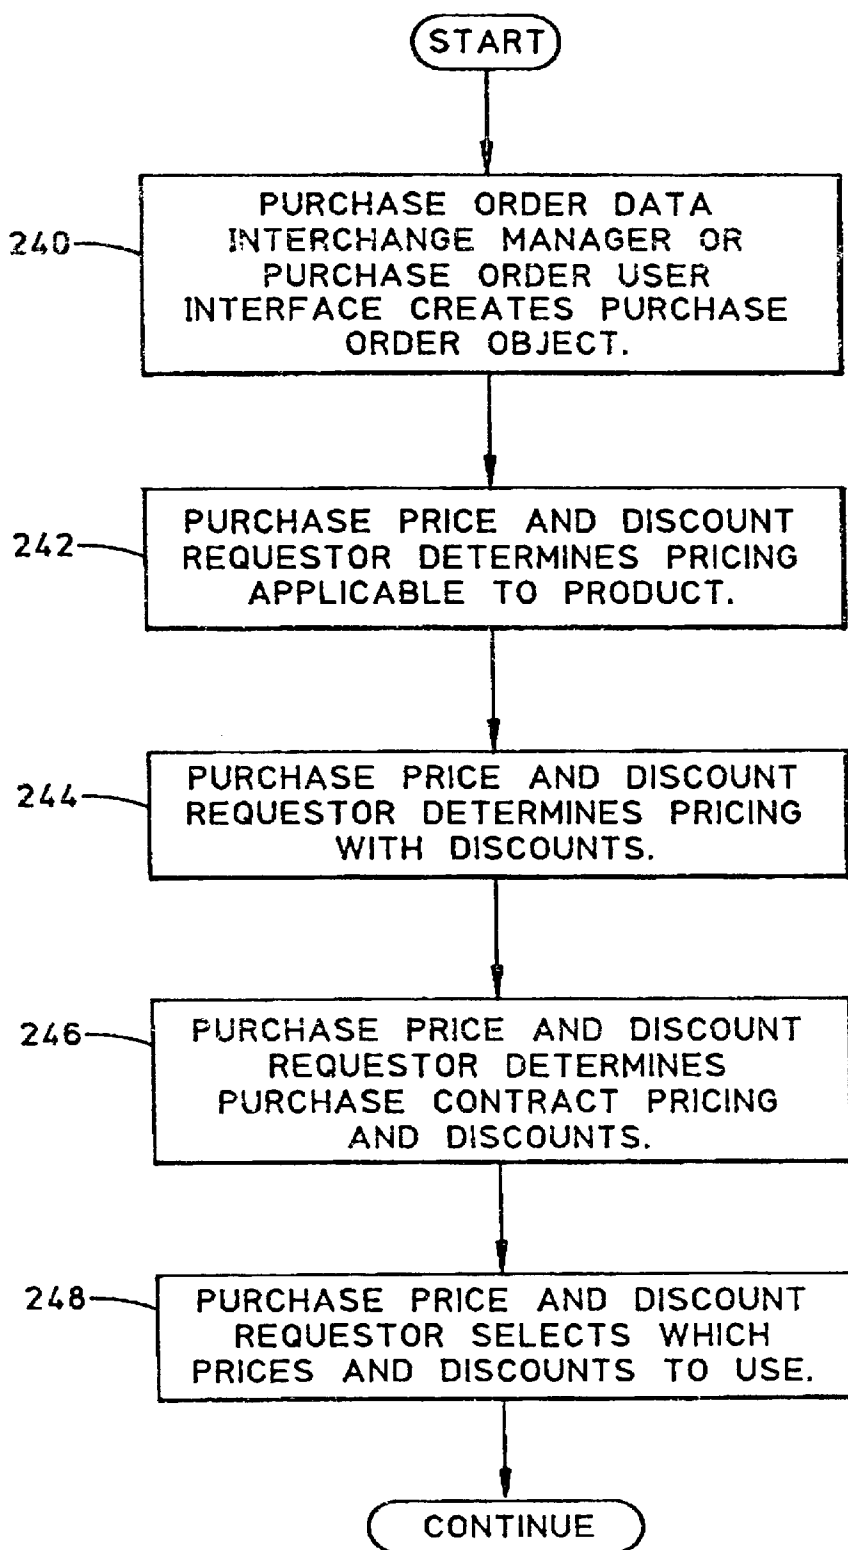 START
240
PURCHASE ORDER DATA
INTERCHANGE MANAGER OR
PURCHASE ORDER USER
INTERFACE CREATES PURCHASE
ORDER OBJECT.
242
PURCHASE PRICE AND DISCOUNT
REQUESTOR DETERMINES PRICING
APPLICABLE TO PRODUCT.
244
PURCHASE PRICE AND DISCOUNT
REQUESTOR DETERMINES PRICING
WITH DISCOUNTS.
246
PURCHASE PRICE AND DISCOUNT
REQUESTOR DETERMINES
PURCHASE CONTRACT PRICING
AND DISCOUNTS.
248
PURCHASE PRICE AND DISCOUNT
REQUESTOR SELECTS WHICH
PRICES AND DISCOUNTS TO USE.
CONTINUE